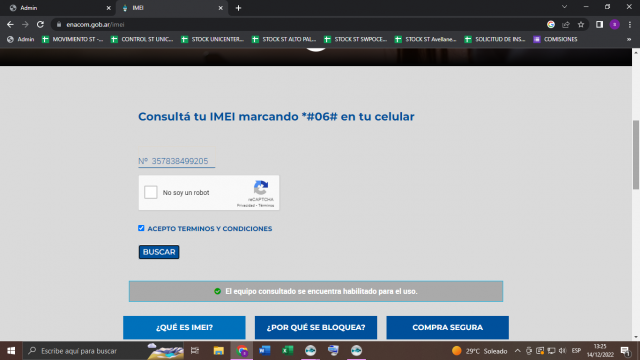 Admin
IMEI
enacom.gob.ar/imei
Admin
MOVIMIENTO ST -...
CONTROL ST UNIC...
STOCK UNICENTER...
STOCK ST ALTO PAL...
STOCK ST SWPOCE...
STOCK ST Avellane...
SOLICITUD DE INS...
COMISIONES
Consultá tu IMEI marcando *#06# en tu celular
Nº 357838499205
No soy un robot
reCAPTCHA
Privacidad - Términos
ACEPTO TERMINOS Y CONDICIONES
BUSCAR
El equipo consultado se encuentra habilitado para el uso.
¿QUÉ ES IMEI?
¿POR QUÉ SE BLOQUEA?
COMPRA SEGURA
Escribe aquí para buscar
29°C Soleado
ESP
13:25
14/12/2022